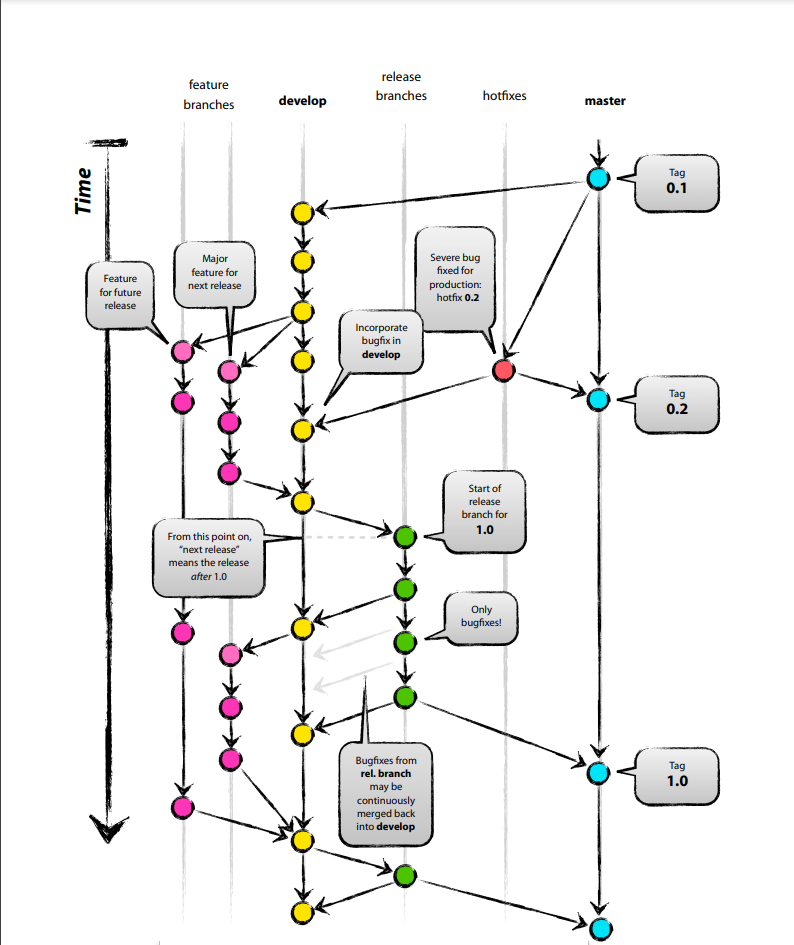 feature
branches
develop
release
branches
hotfixes
master
Time
Tag
0.1
Feature
for future
release
Major
feature for
next release
Severe bug
fixed for
production:
hotfix 0.2
Incorporate
bugfix in
develop
Tag
0.2
Start of
release
branch for
1.0
From this point on,
“next release”
means the release
after 1.0
Only
bugfixes!
Bugfixes from
rel. branch
may be
continuously
merged back
into develop
Tag
1.0